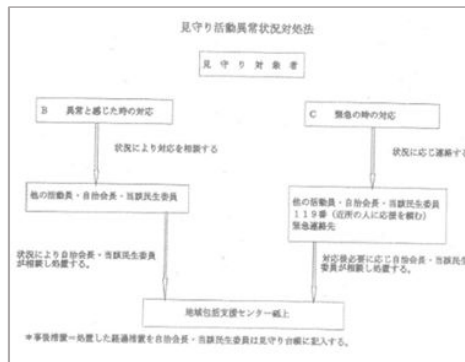 見守り活動異常状況対処法
見守り対象者
B 異常と感じた時の対応
C 緊急の時の対応
状況により対応を相談する
状況に応じ連絡する
他の活動員・自治会長・当該民生委員
他の活動員・自治会長・当該民生委員
119番(近所の人に応援を頼む)
緊急連絡先
状況により自治会長・当該民生委員
が相談し処置する。
対応後必要に応じ自治会長・当該民生
委員が相談し処置する。
地域包括支援センター砥上
*事後措置=処置した経過措置を自治会長・当該民生委員は見守り台帳に記入する。